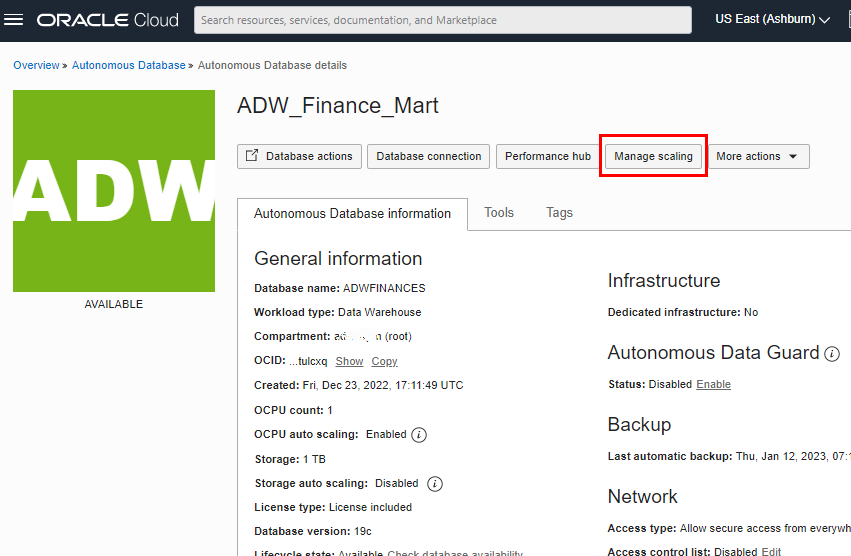 ORACLE Cloud
Search resources, services, documentation, and Marketplace
US East (Ashburn)
Overview » Autonomous Database » Autonomous Database details
ADW
AVAILABLE
ADW_Finance_Mart
Database actions
Database connection
Performance hub
Manage scaling
More actions
Autonomous Database information
Tools
Tags
General information
Database name: ADWFINANCES
Workload type: Data Warehouse
Compartment: (root)
OCID: ...tulcxq Show Copy
Created: Fri, Dec 23, 2022, 17:11:49 UTC
OCPU count: 1
OCPU auto scaling: Enabled
Storage: 1 TB
Storage auto scaling: Disabled
License type: License included
Database version: 19c
Lifecycle state: Available Check database availability
Infrastructure
Dedicated infrastructure: No
Autonomous Data Guard
Status: Disabled Enable
Backup
Last automatic backup: Thu, Jan 12, 2023, 07:1
Network
Access type: Allow secure access from everywh
Access control list: Disabled Edit